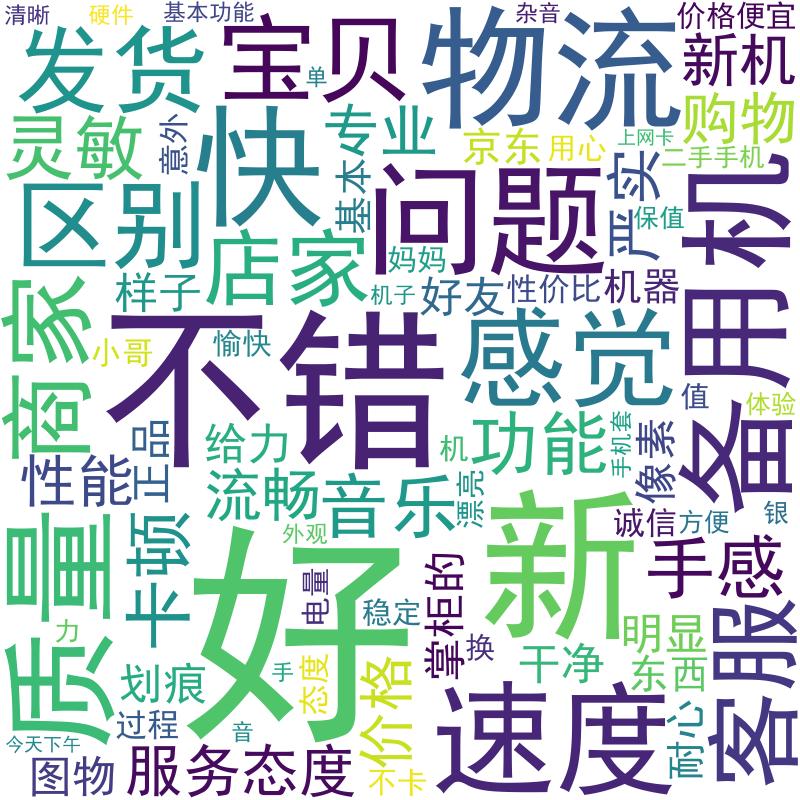 清晰
硬件
基本功能
杂音
价格便宜
发货
宝贝
单
物流
新机
购物
灵敏
意外
快
专业
京东
用心
上网卡
二手手机
区别
基本
问题
严实
保值
备用机
店家
妈妈
样子
机子
好友
性价比
机器
商家
小哥
愉快
不错
感觉
值
体验
性能
正品
给力
机
功能
手机套
像素
流畅
音乐
漂亮
外观
新
诚信
方便
银
质量
卡顿
好
电量
稳定
掌柜的
手感
力
划痕
手
态度
价格
换
干净
明显
东西
客服
今天下午
过程
音
速度
耐心
图物
服务态度
不卡